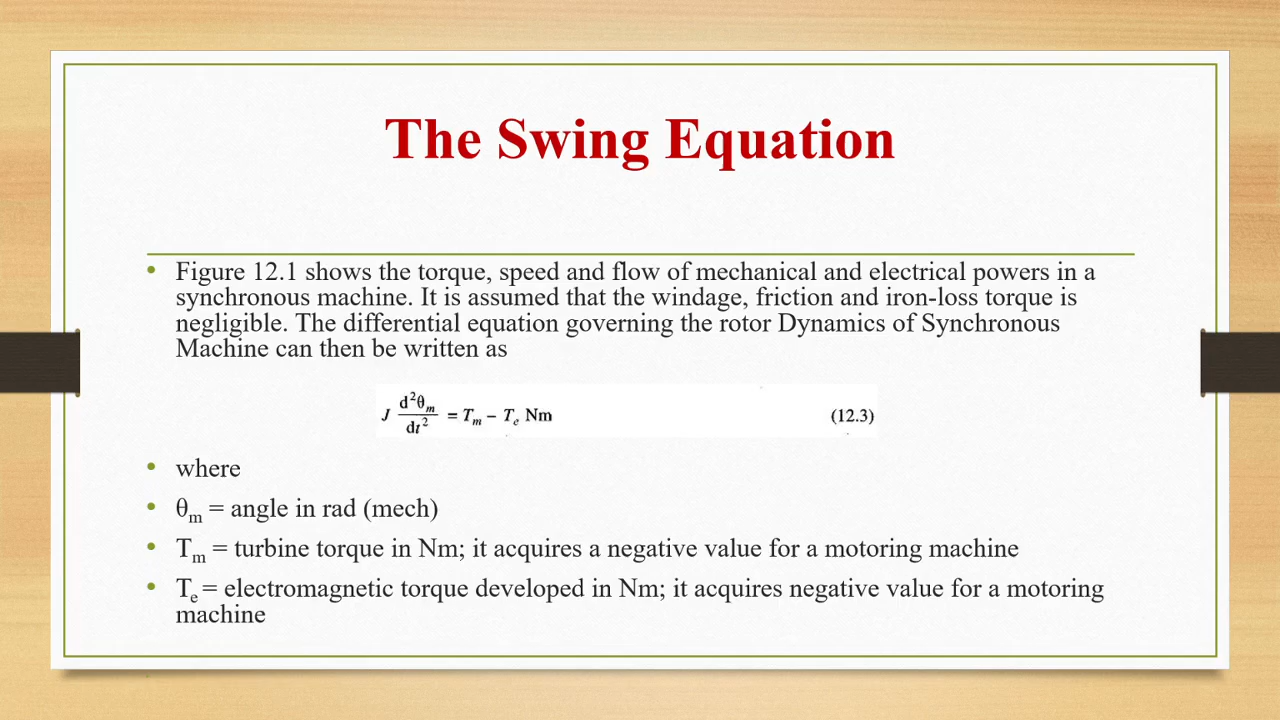 The Swing Equation
• Figure 12.1 shows the torque, speed and flow of mechanical and electrical powers in a
synchronous machine. It is assumed that the windage, friction and iron-loss torque is
negligible. The differential equation governing the rotor Dynamics of Synchronous
Machine can then be written as
J d²θₘ/dt² = Tₘ − Tₑ Nm (12.3)
• where
• θₘ = angle in rad (mech)
• Tₘ = turbine torque in Nm; it acquires a negative value for a motoring machine
• Tₑ = electromagnetic torque developed in Nm; it acquires negative value for a motoring
machine